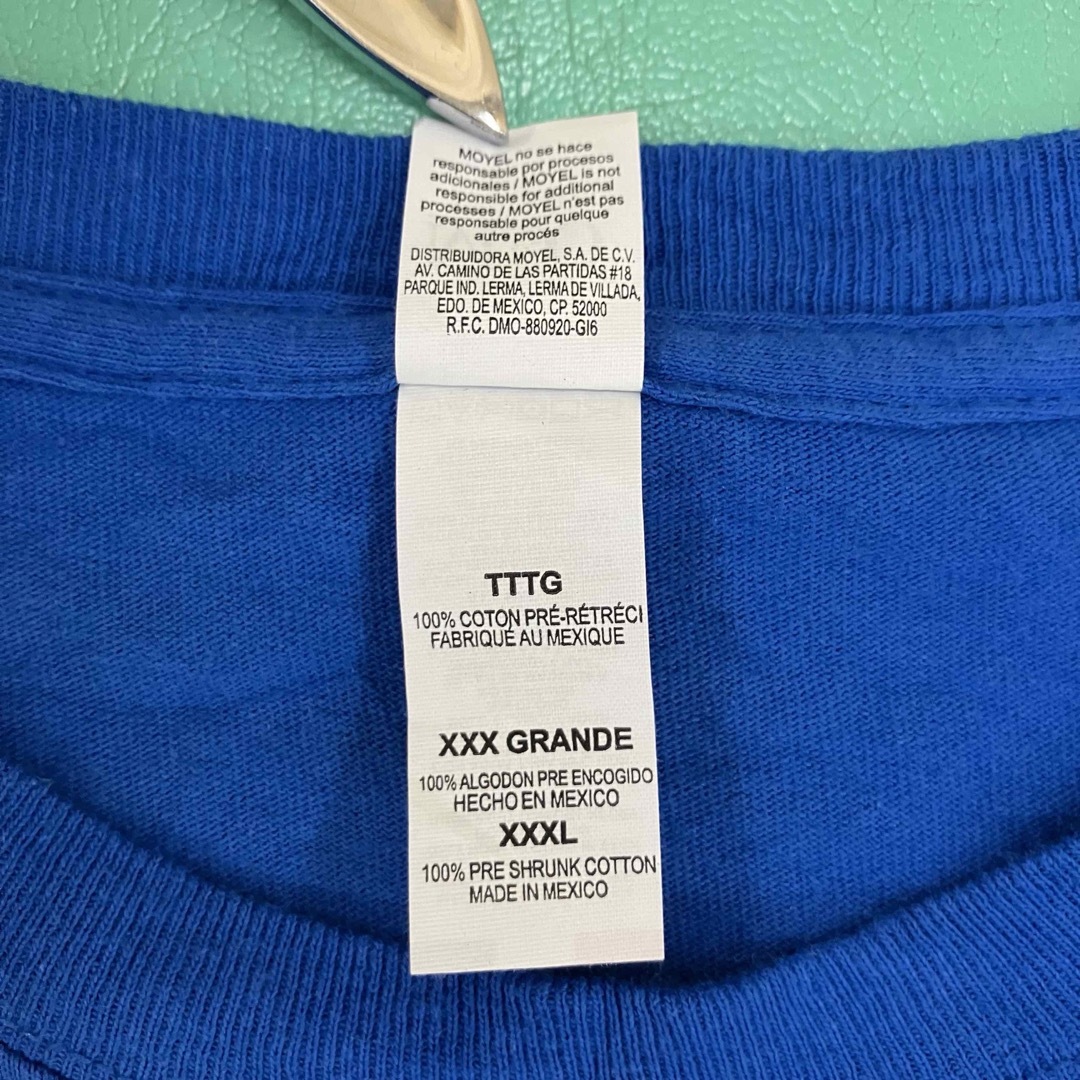 MOYEL no se hace
responsable por procesos
adicionales / MOYEL is not
responsible for additional
processes / MOYEL n'est pas
responsable pour quelque
autre procés
DISTRIBUIDORA MOYEL, S.A. DE C.V.
AV. CAMINO DE LAS PARTIDAS #18
PARQUE IND. LERMA, LERMA DE VILLADA,
EDO. DE MEXICO, CP. 52000
R.F.C. DMO-880920-GI6
TTTG
100% COTON PRÉ-RÉTRÉCI
FABRIQUÉ AU MEXIQUE
XXX GRANDE
100% ALGODON PRE ENCOGIDO
HECHO EN MEXICO
XXXL
100% PRE SHRUNK COTTON
MADE IN MEXICO